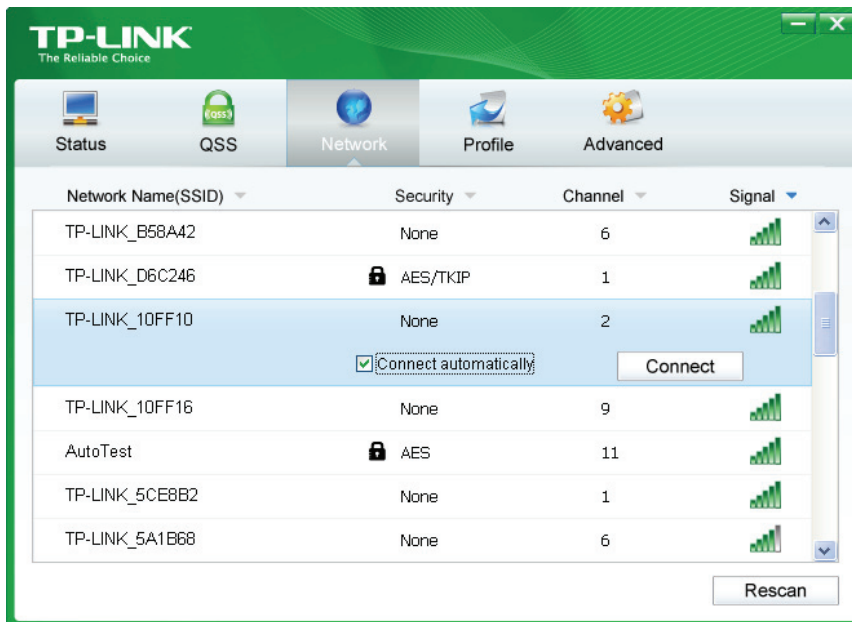 TP-LINK
The Reliable Choice
Status QSS Network Profile Advanced
Network Name(SSID) Security Channel Signal
TP-LINK_B58A42 None 6
TP-LINK_D6C246 AES/TKIP 1
TP-LINK_10FF10 None 2
Connect automatically Connect
TP-LINK_10FF16 None 9
AutoTest AES 11
TP-LINK_5CE8B2 None 1
TP-LINK_5A1B68 None 6
Rescan